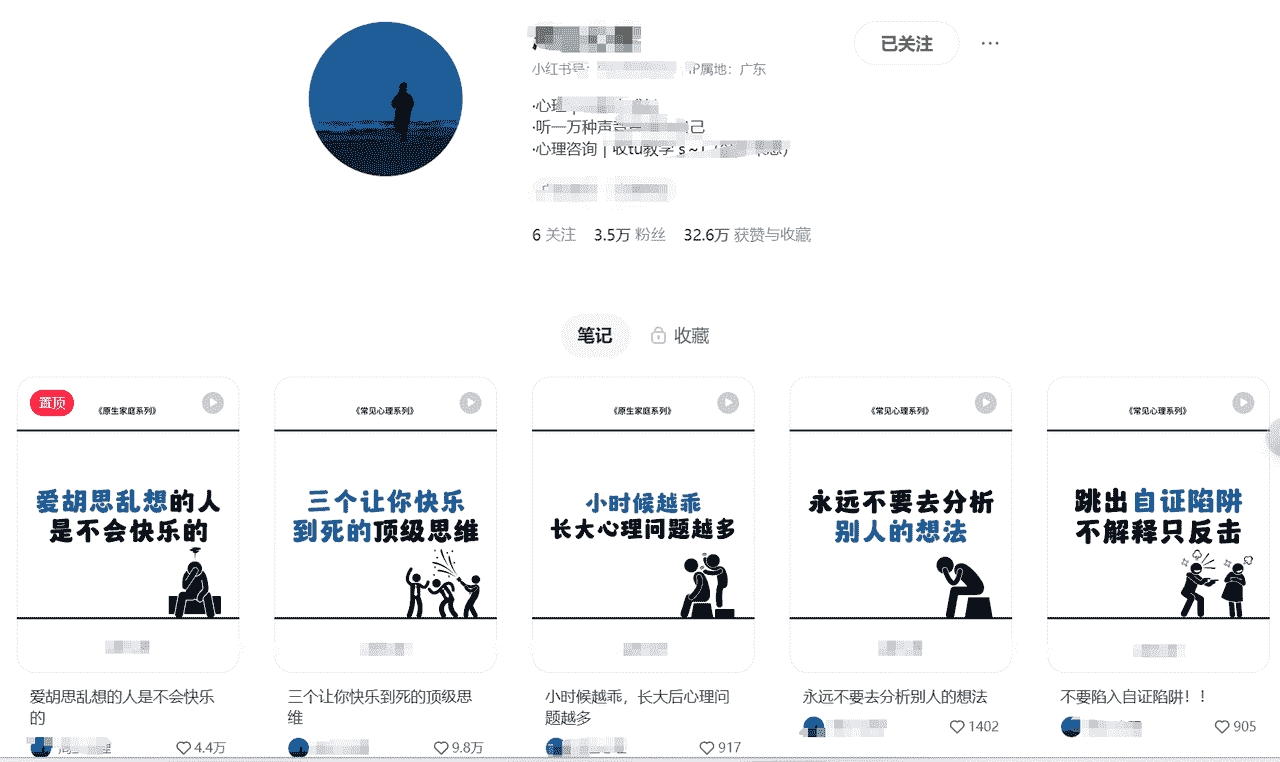 已关注
小红书号: IP属地：广东
·心理
·听一万种声音 自己
·心理咨询 |
6 关注 3.5万 粉丝 32.6万 获赞与收藏
笔记 收藏
置顶
《原生家庭系列》
爱胡思乱想的人
是不会快乐的
爱胡思乱想的人是不会快乐
的
4.4万
《常见心理系列》
三个让你快乐
到死的顶级思维
三个让你快乐到死的顶级思
维
9.8万
《原生家庭系列》
小时候越乖
长大心理问题越多
小时候越乖，长大后心理问
题越多
917
《常见心理系列》
永远不要去分析
别人的想法
永远不要去分析别人的想法
1402
《常见心理系列》
跳出自证陷阱
不解释只反击
不要陷入自证陷阱！！
905